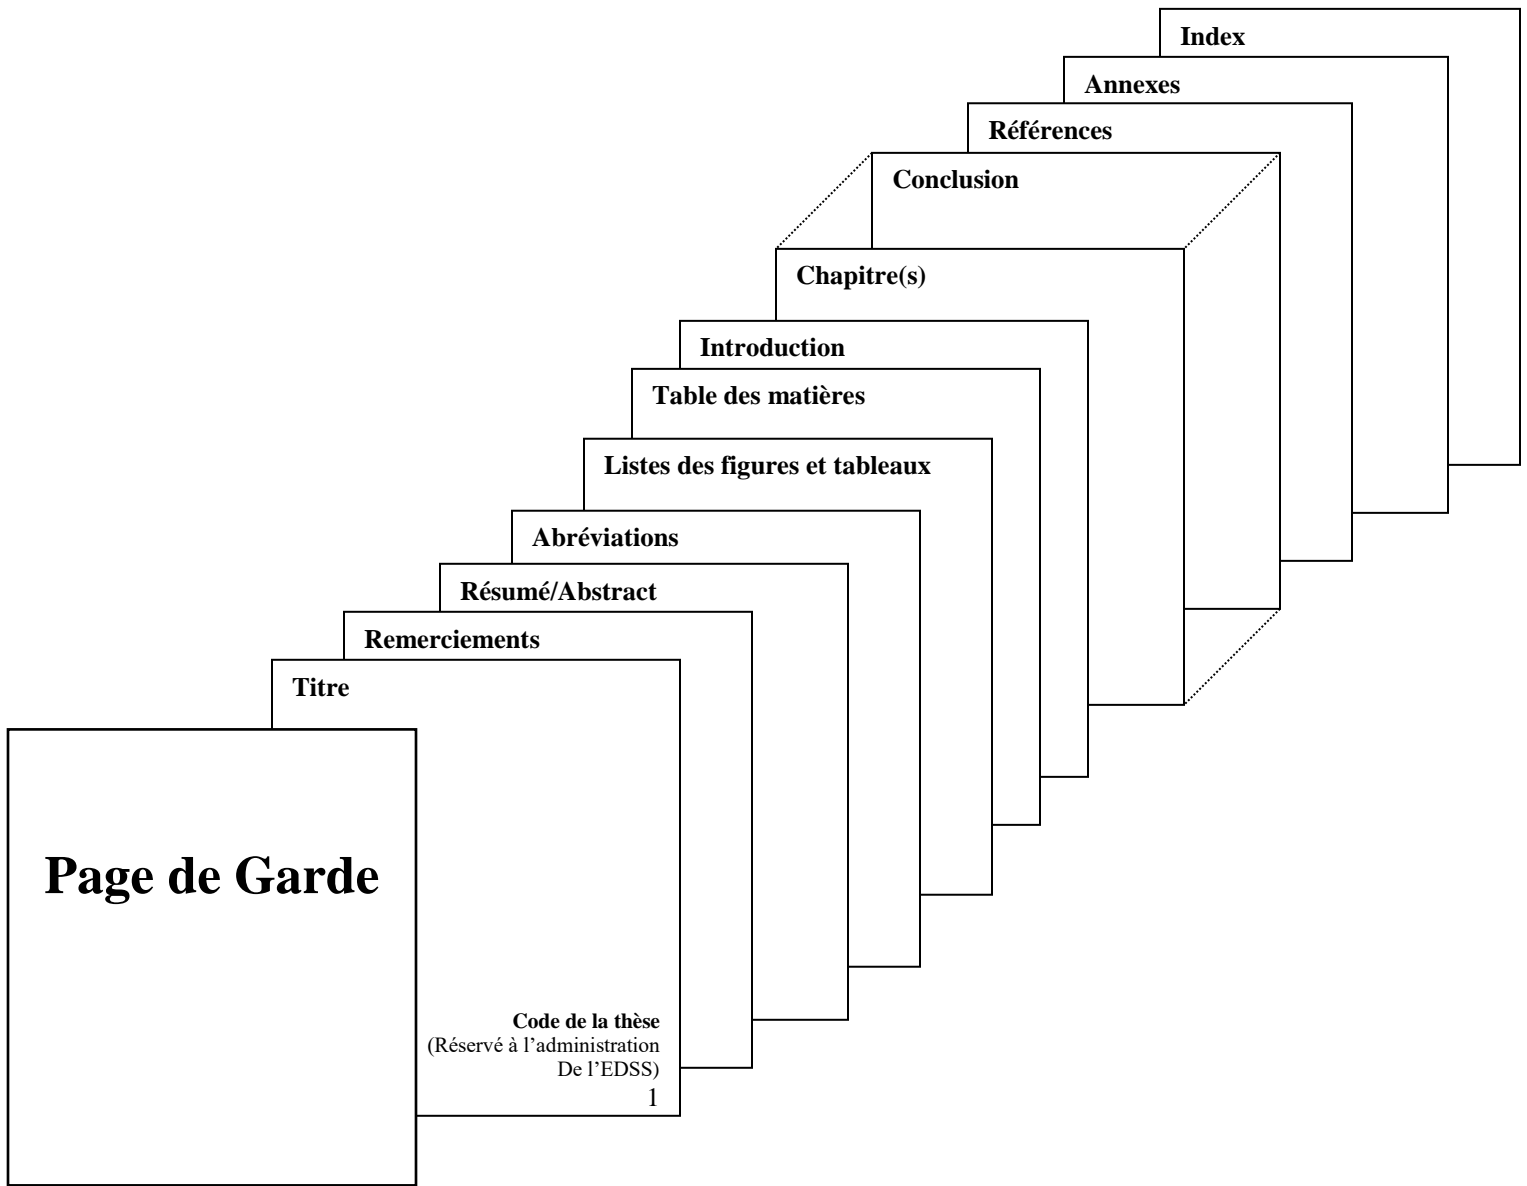 Index
Annexes
Références
Conclusion
Chapitre(s)
Introduction
Table des matières
Listes des figures et tableaux
Abréviations
Résumé/Abstract
Remerciements
Titre
Page de Garde
Code de la thèse
(Réservé à l’administration
De l’EDSS)
1